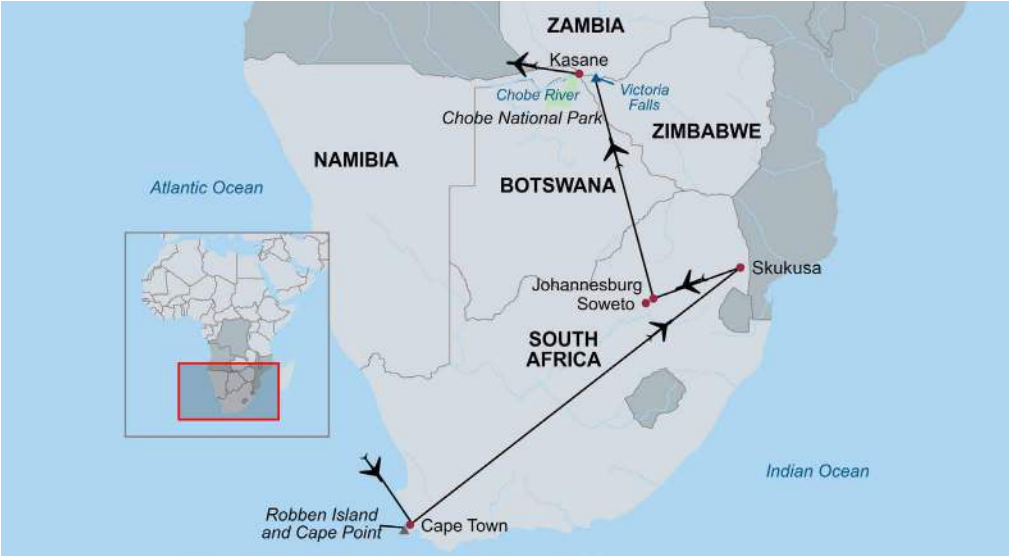 ZAMBIA
Kasane
Chobe River
Victoria
Falls
Chobe National Park
ZIMBABWE
NAMIBIA
BOTSWANA
Atlantic Ocean
Skukusa
Johannesburg
Soweto
SOUTH
AFRICA
Indian Ocean
Robben Island
and Cape Point
Cape Town